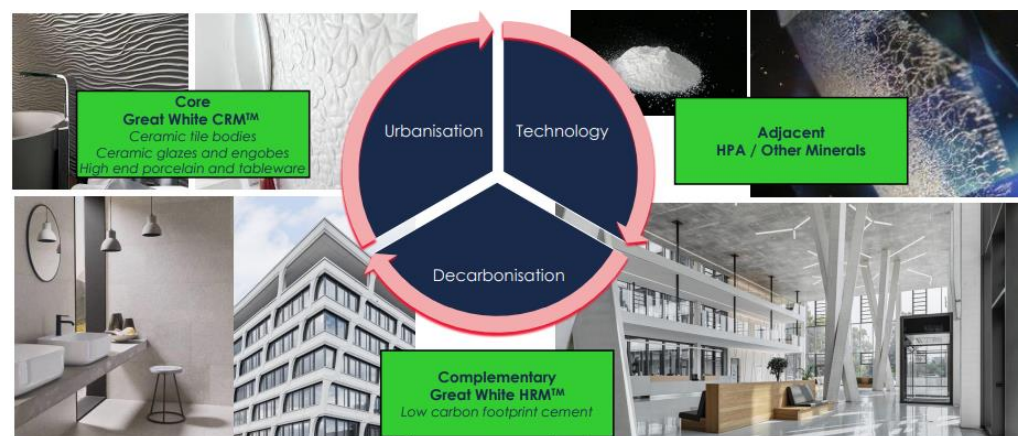 Core
Great White CRM™
Ceramic tile bodies
Ceramic glazes and engobes
High end porcelain and tableware
Urbanisation
Technology
Adjacent
HPA / Other Minerals
Decarbonisation
Complementary
Great White HRM™
Low carbon footprint cement